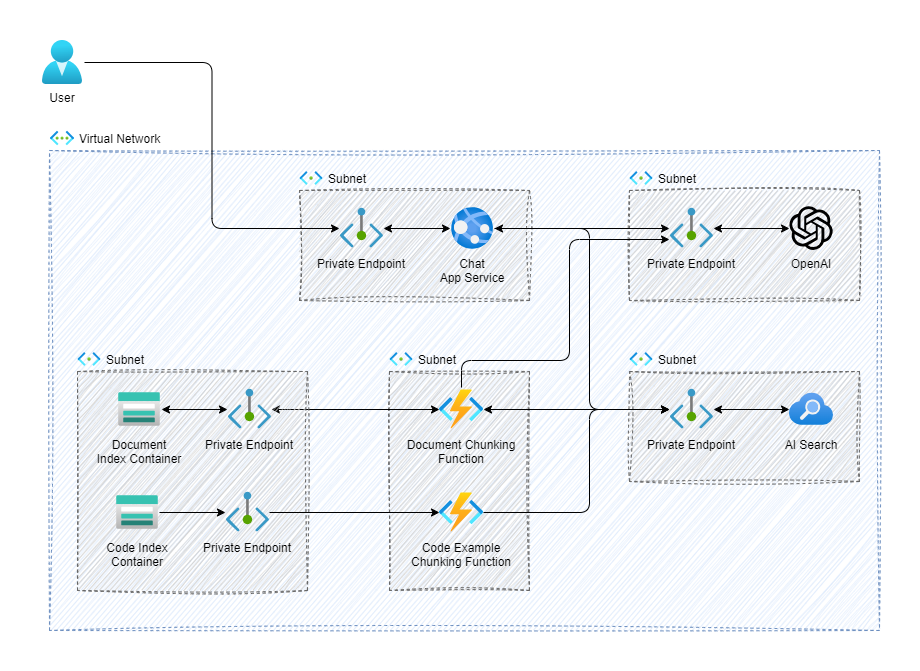 User
Virtual Network
Subnet
Subnet
Private Endpoint
Chat
App Service
Private Endpoint
OpenAI
Subnet
Subnet
Subnet
Document
Index Container
Private Endpoint
Document Chunking
Function
Private Endpoint
AI Search
Code Index
Container
Private Endpoint
Code Example
Chunking Function